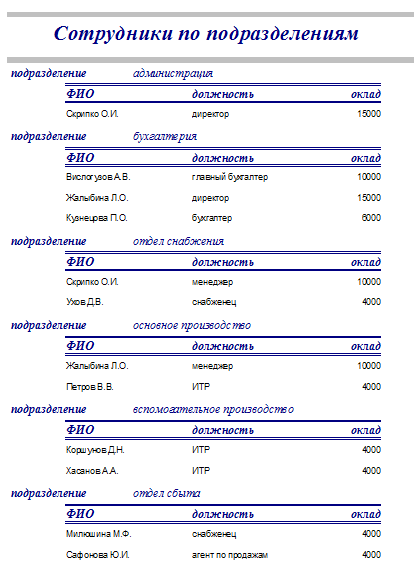 Сотрудники по подразделениям
подразделение администрация
ФИО должность оклад
Скрипко О.И. директор 15000
подразделение бухгалтерия
ФИО должность оклад
Вислогузов А.В. главный бухгалтер 10000
Жалыбина Л.О. директор 15000
Кузнецова П.О. бухгалтер 6000
подразделение отдел снабжения
ФИО должность оклад
Скрипко О.И. менеджер 10000
Ухов Д.В. снабженец 4000
подразделение основное производство
ФИО должность оклад
Жалыбина Л.О. менеджер 10000
Петров В.В. ИТР 4000
подразделение вспомогательное производство
ФИО должность оклад
Коршунов Д.Н. ИТР 4000
Хасанов А.А. ИТР 4000
подразделение отдел сбыта
ФИО должность оклад
Милюшина М.Ф. снабженец 4000
Сафонова Ю.И. агент по продажам 4000